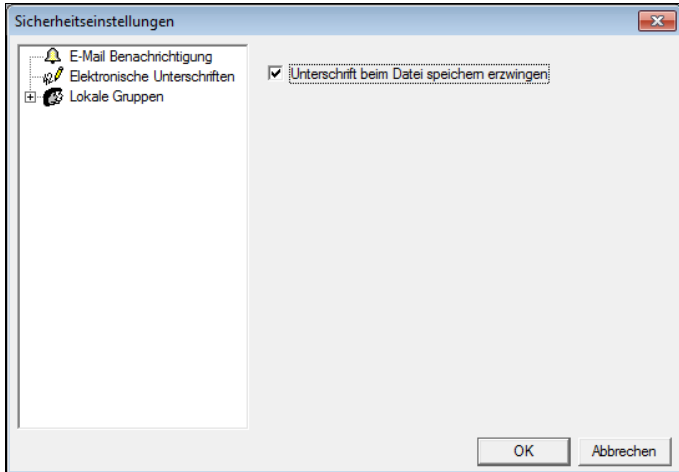 Sicherheitseinstellungen
E-Mail Benachrichtigung
Elektronische Unterschriften
Lokale Gruppen
Unterschrift beim Datei speichern erzwingen
OK
Abbrechen